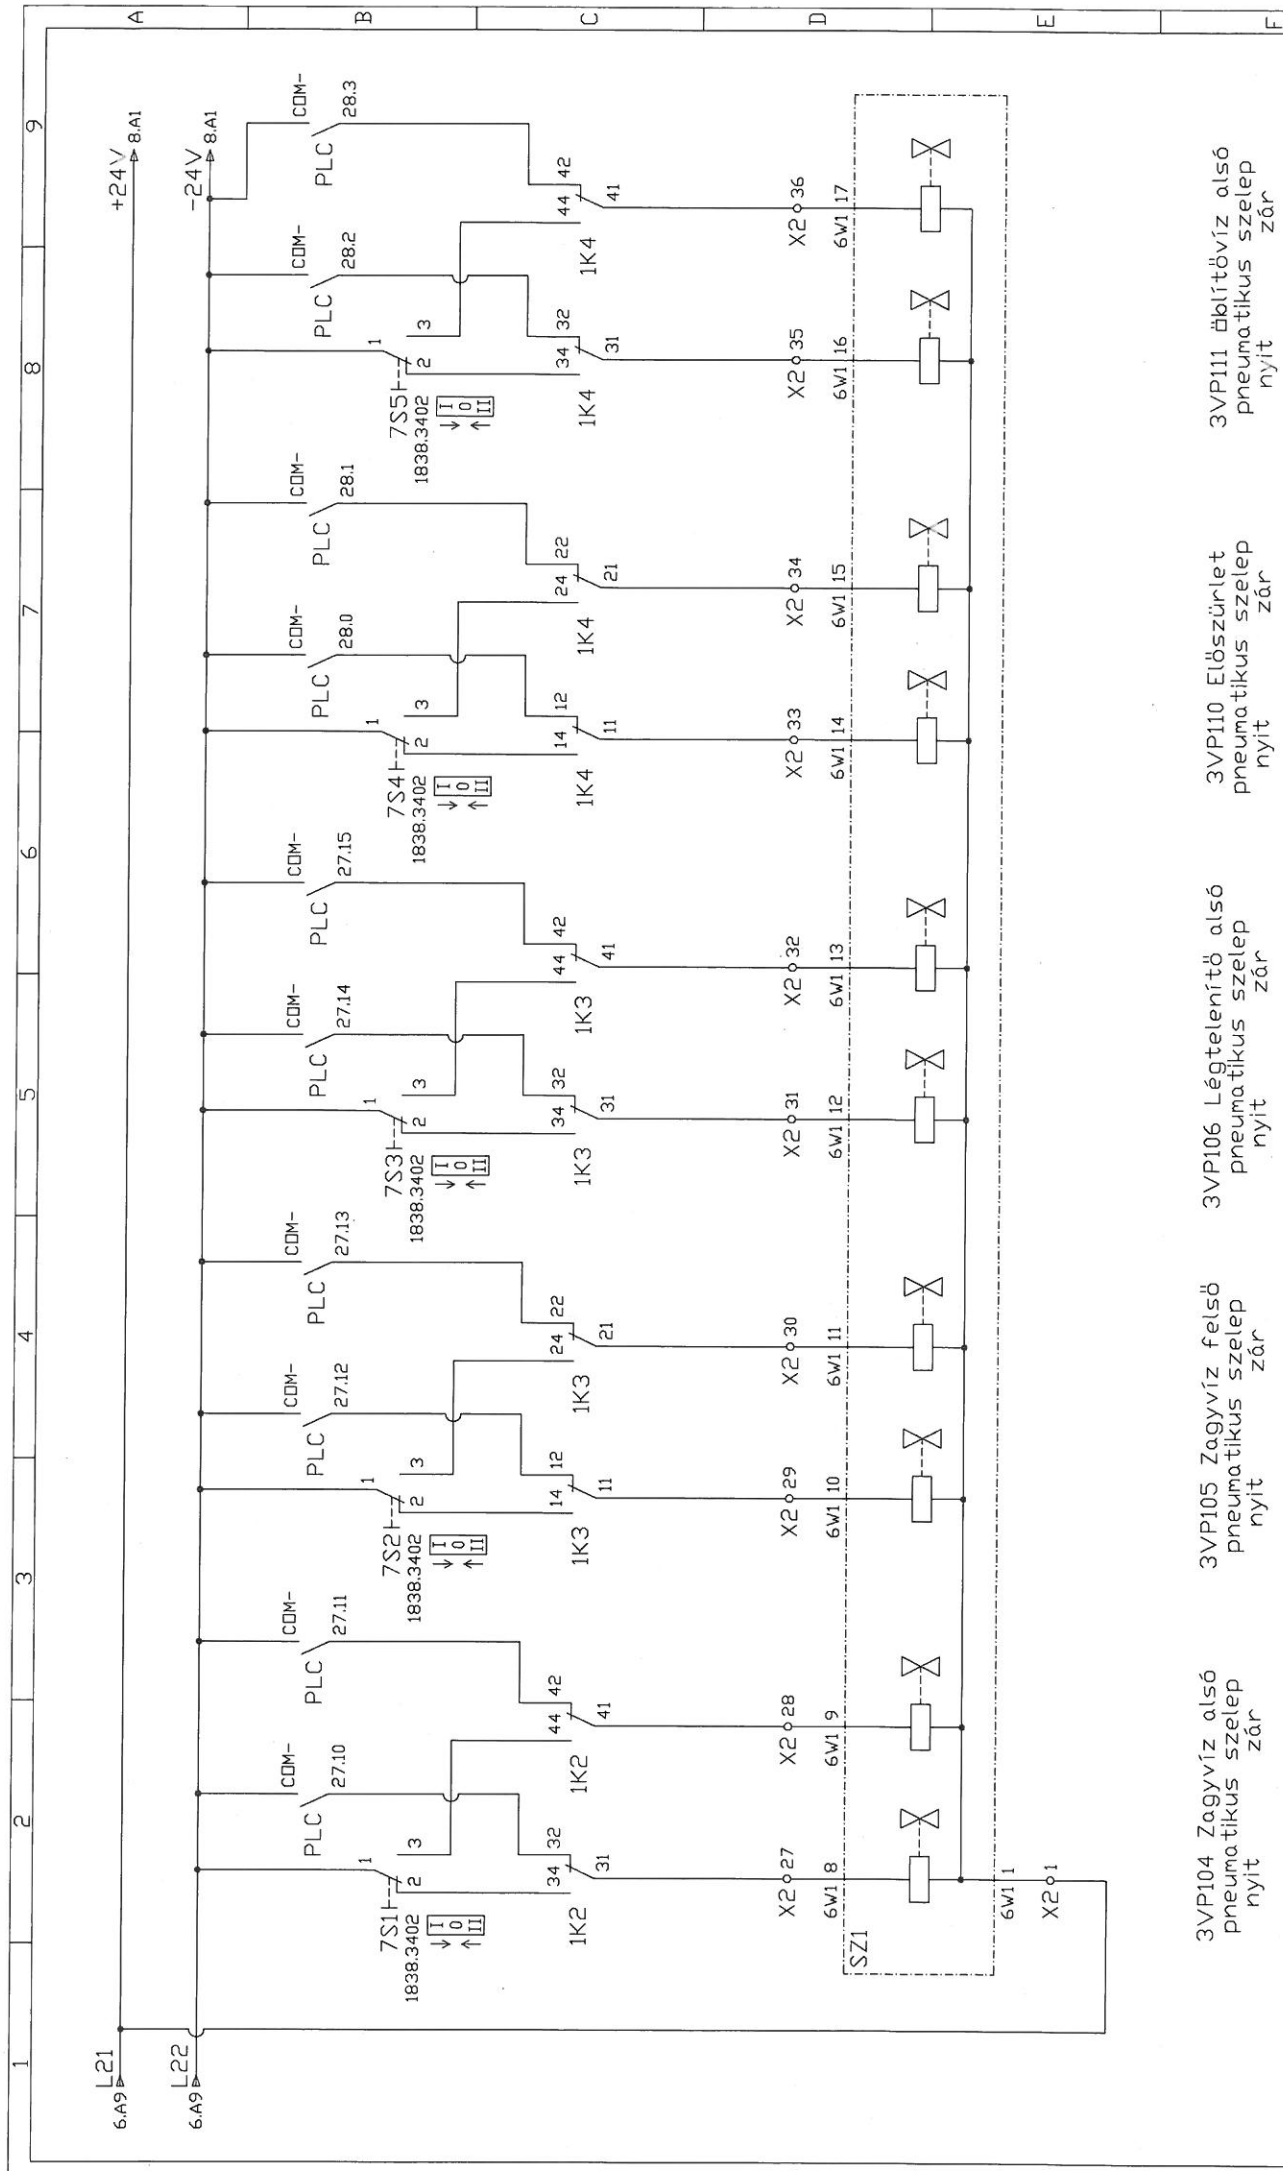 1 2 3 4 5 6 7 8 9
A
B
C
D
E
F
6.A9 L21 +24V 8.A1
6.A9 L22 -24V 8.A1
COM- COM- COM- COM- COM- COM- COM- COM- COM- COM-
PLC 27.10 PLC 27.11 PLC 27.12 PLC 27.13 PLC 27.14 PLC 27.15 PLC 28.0 PLC 28.1 PLC 28.2 PLC 28.3
7S1 1 2 3
1838.3402
I
0
II
7S2 1 2 3
1838.3402
I
0
II
7S3 1 2 3
1838.3402
I
0
II
7S4 1 2 3
1838.3402
I
0
II
7S5 1 2 3
1838.3402
I
0
II
34 32 44 42 14 12 24 22 34 32 44 42 14 12 24 22 34 32 44 42
31 41 11 21 31 41 11 21 31 41
1K2 1K2 1K3 1K3 1K3 1K3 1K4 1K4 1K4 1K4
X2 27 X2 28 X2 29 X2 30 X2 31 X2 32 X2 33 X2 34 X2 35 X2 36
6W1 8 6W1 9 6W1 10 6W1 11 6W1 12 6W1 13 6W1 14 6W1 15 6W1 16 6W1 17
SZ1
6W1 1
X2 1
3VP104 Zagyvíz alsó
pneumatikus szelep
nyit zár
3VP105 Zagyvíz felső
pneumatikus szelep
nyit zár
3VP106 Légtelenítő alsó
pneumatikus szelep
nyit zár
3VP110 Előszűrlet
pneumatikus szelep
nyit zár
3VP111 öblítővíz alsó
pneumatikus szelep
nyit zár